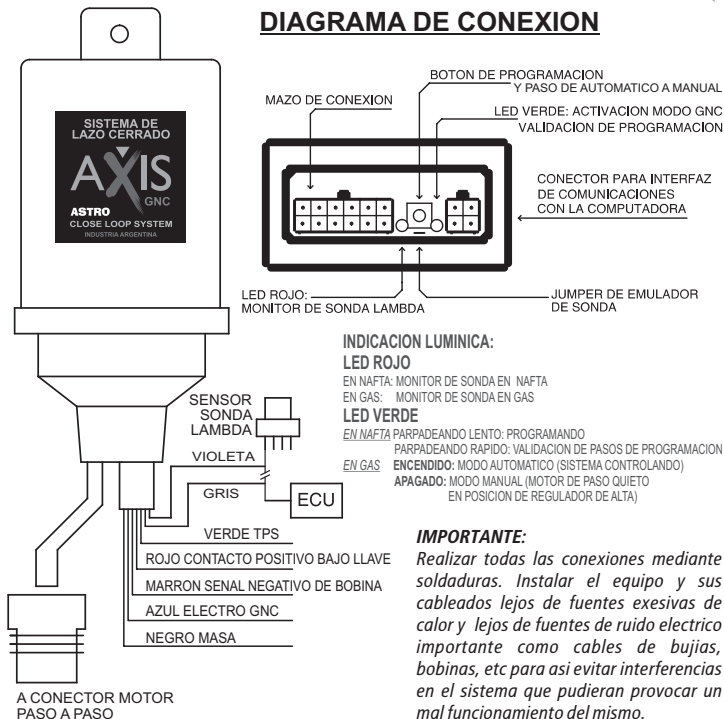 DIAGRAMA DE CONEXION
SISTEMA DE
LAZO CERRADO
AXIS
GNC
ASTRO
CLOSE LOOP SYSTEM
INDUSTRIA ARGENTINA
MAZO DE CONEXION
BOTON DE PROGRAMACION
Y PASO DE AUTOMATICO A MANUAL
LED VERDE: ACTIVACION MODO GNC
VALIDACION DE PROGRAMACION
CONECTOR PARA INTERFAZ
DE COMUNICACIONES
CON LA COMPUTADORA
LED ROJO:
MONITOR DE SONDA LAMBDA
JUMPER DE EMULADOR
DE SONDA
INDICACION LUMINICA:
LED ROJO
EN NAFTA: MONITOR DE SONDA EN NAFTA
EN GAS: MONITOR DE SONDA EN GAS
LED VERDE
EN NAFTA PARPADEANDO LENTO: PROGRAMANDO
PARPADEANDO RAPIDO: VALIDACION DE PASOS DE PROGRAMACION
EN GAS ENCENDIDO: MODO AUTOMATICO (SISTEMA CONTROLANDO)
APAGADO: MODO MANUAL (MOTOR DE PASO QUIETO
EN POSICION DE REGULADOR DE ALTA)
SENSOR
SONDA
LAMBDA
VIOLETA
GRIS
ECU
VERDE TPS
ROJO CONTACTO POSITIVO BAJO LLAVE
MARRON SENAL NEGATIVO DE BOBINA
AZUL ELECTRO GNC
NEGRO MASA
A CONECTOR MOTOR
PASO A PASO
IMPORTANTE:
Realizar todas las conexiones mediante
soldaduras. Instalar el equipo y sus
cableados lejos de fuentes exesivas de
calor y lejos de fuentes de ruido electrico
importante como cables de bujias,
bobinas, etc para asi evitar interferencias
en el sistema que pudieran provocar un
mal funcionamiento del mismo.